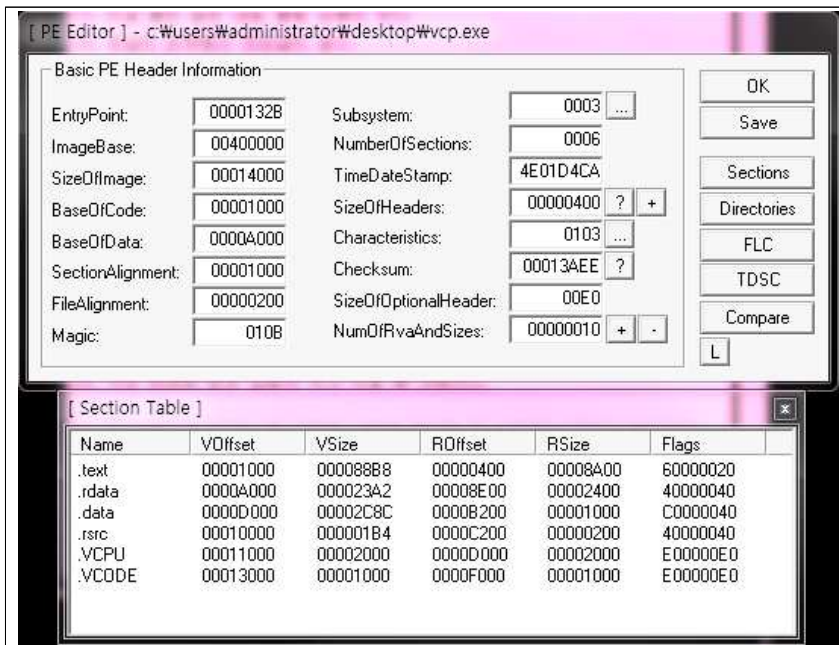 [ PE Editor ] - c:₩users₩administrator₩desktop₩vcp.exe
Basic PE Header Information
EntryPoint: 0000132B
ImageBase: 00400000
SizeOfImage: 00014000
BaseOfCode: 00001000
BaseOfData: 0000A000
SectionAlignment: 00001000
FileAlignment: 00000200
Magic: 010B
Subsystem: 0003 ...
NumberOfSections: 0006
TimeDateStamp: 4E01D4CA
SizeOfHeaders: 00000400 ? +
Characteristics: 0103 ...
Checksum: 00013AEE ?
SizeOfOptionalHeader: 00E0
NumOfRvaAndSizes: 00000010 + -
OK
Save
Sections
Directories
FLC
TDSC
Compare
L
[ Section Table ] x
Name VOffset VSize ROffset RSize Flags
.text 00001000 000088B8 00000400 00008A00 60000020
.rdata 0000A000 000023A2 00008E00 00002400 40000040
.data 0000D000 00002C8C 0000B200 00001000 C0000040
.rsrc 00010000 000001B4 0000C200 00000200 40000040
.VCPU 00011000 00002000 0000D000 00002000 E00000E0
.VCODE 00013000 00001000 0000F000 00001000 E00000E0